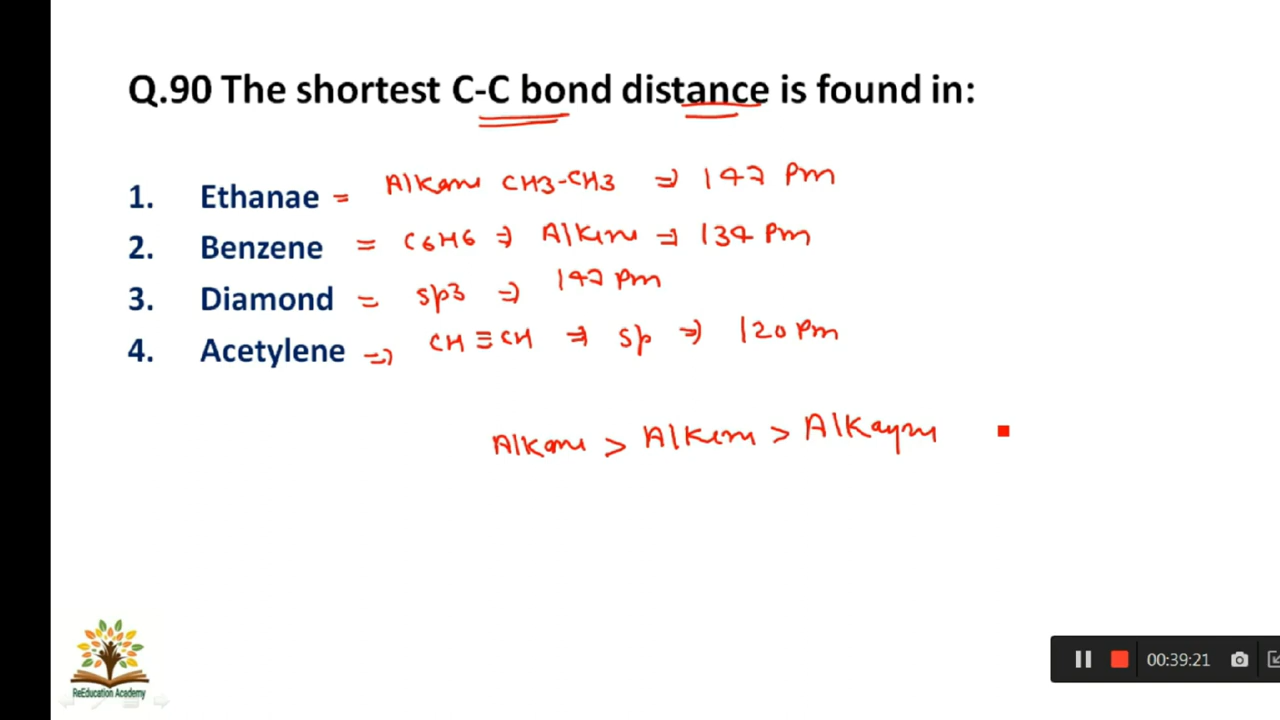 Q.90 The shortest C-C bond distance is found in:
1. Ethanae = Alkane CH3-CH3 ⇒ 147 Pm
2. Benzene = C6H6 ⇒ Alkene ⇒ 134 Pm
3. Diamond = sp3 ⇒ 147 Pm
4. Acetylene ⇒ CH≡CH ⇒ sp ⇒ 120 Pm
Alkane > Alkene > Alkayne
ReEducation Academy
00:39:21